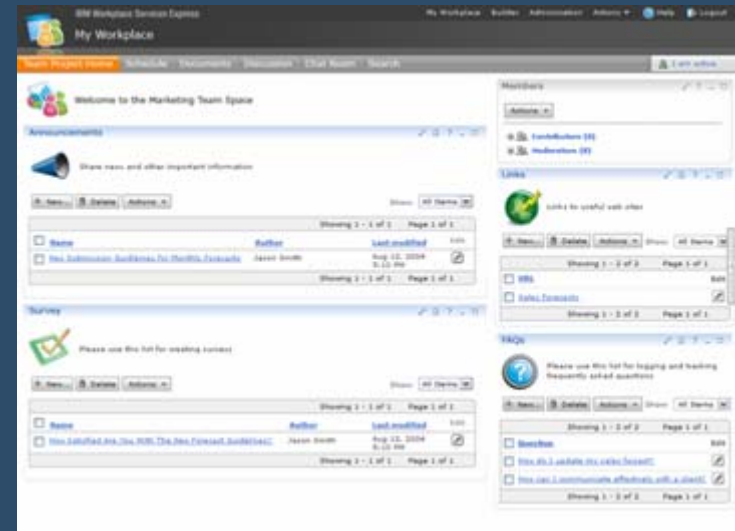 IBM Workplace Services Express
My Workplace Builder Administration Actions Help Logout
My Workplace
Team Project Home Schedule Documents Discussion Chat Room Search
I am active
Welcome to the Marketing Team Space
Announcements
Share news and other important information
New... Delete Actions Show: All Items
Showing 1 - 1 of 1 Page 1 of 1
Name Author Last modified Edit
New Submission Guidelines for Monthly Forecasts Jason Smith Aug 12, 2004
Showing 1 - 1 of 1 Page 1 of 1
Survey
Please use this list for meeting survey
New... Delete Actions Show: All Items
Showing 1 - 1 of 1 Page 1 of 1
Name Author Last modified Edit
How Satisfied Are You With The New Forecast Guidelines? Jason Smith Aug 12, 2004
Showing 1 - 1 of 1 Page 1 of 1
Members
Actions
Contributors (0)
Moderators (0)
Links
Links to useful web sites
New... Delete Actions Show: All Items
Showing 1 - 2 of 2 Page 1 of 1
URL Edit
Sales Forecasts
Showing 1 - 2 of 2 Page 1 of 1
FAQs
Please use this list for logging and tracking
frequently asked questions
New... Delete Actions Show: All Items
Showing 1 - 2 of 2 Page 1 of 1
Question Edit
How do I update my sales forecast?
How can I communicate effectively with a client?
Showing 1 - 2 of 2 Page 1 of 1